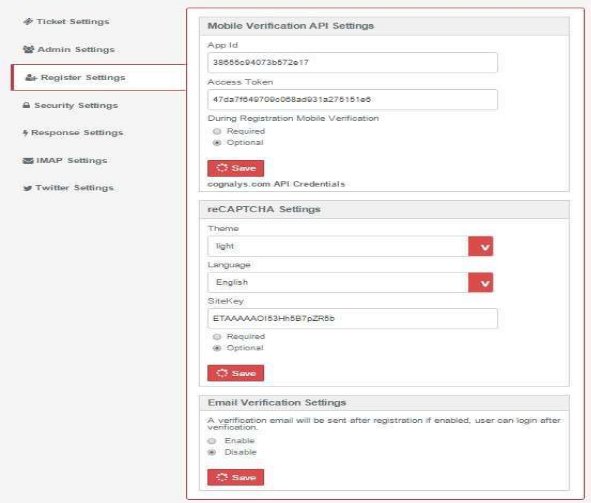 Ticket Settings
Admin Settings
Register Settings
Security Settings
Response Settings
IMAP Settings
Twitter Settings
Mobile Verification API Settings
App Id
38656c94073b572e17
Access Token
47da7f649709c068ad931a276151e6
During Registration Mobile Verification
Required
Optional
Save
cognalys.com API Credentials
reCAPTCHA Settings
Theme
light
Language
English
SiteKey
ETAAAAAOI53Hh5B7pZR5b
Required
Optional
Save
Email Verification Settings
A verification email will be sent after registration if enabled, user can login after
verification.
Enable
Disable
Save